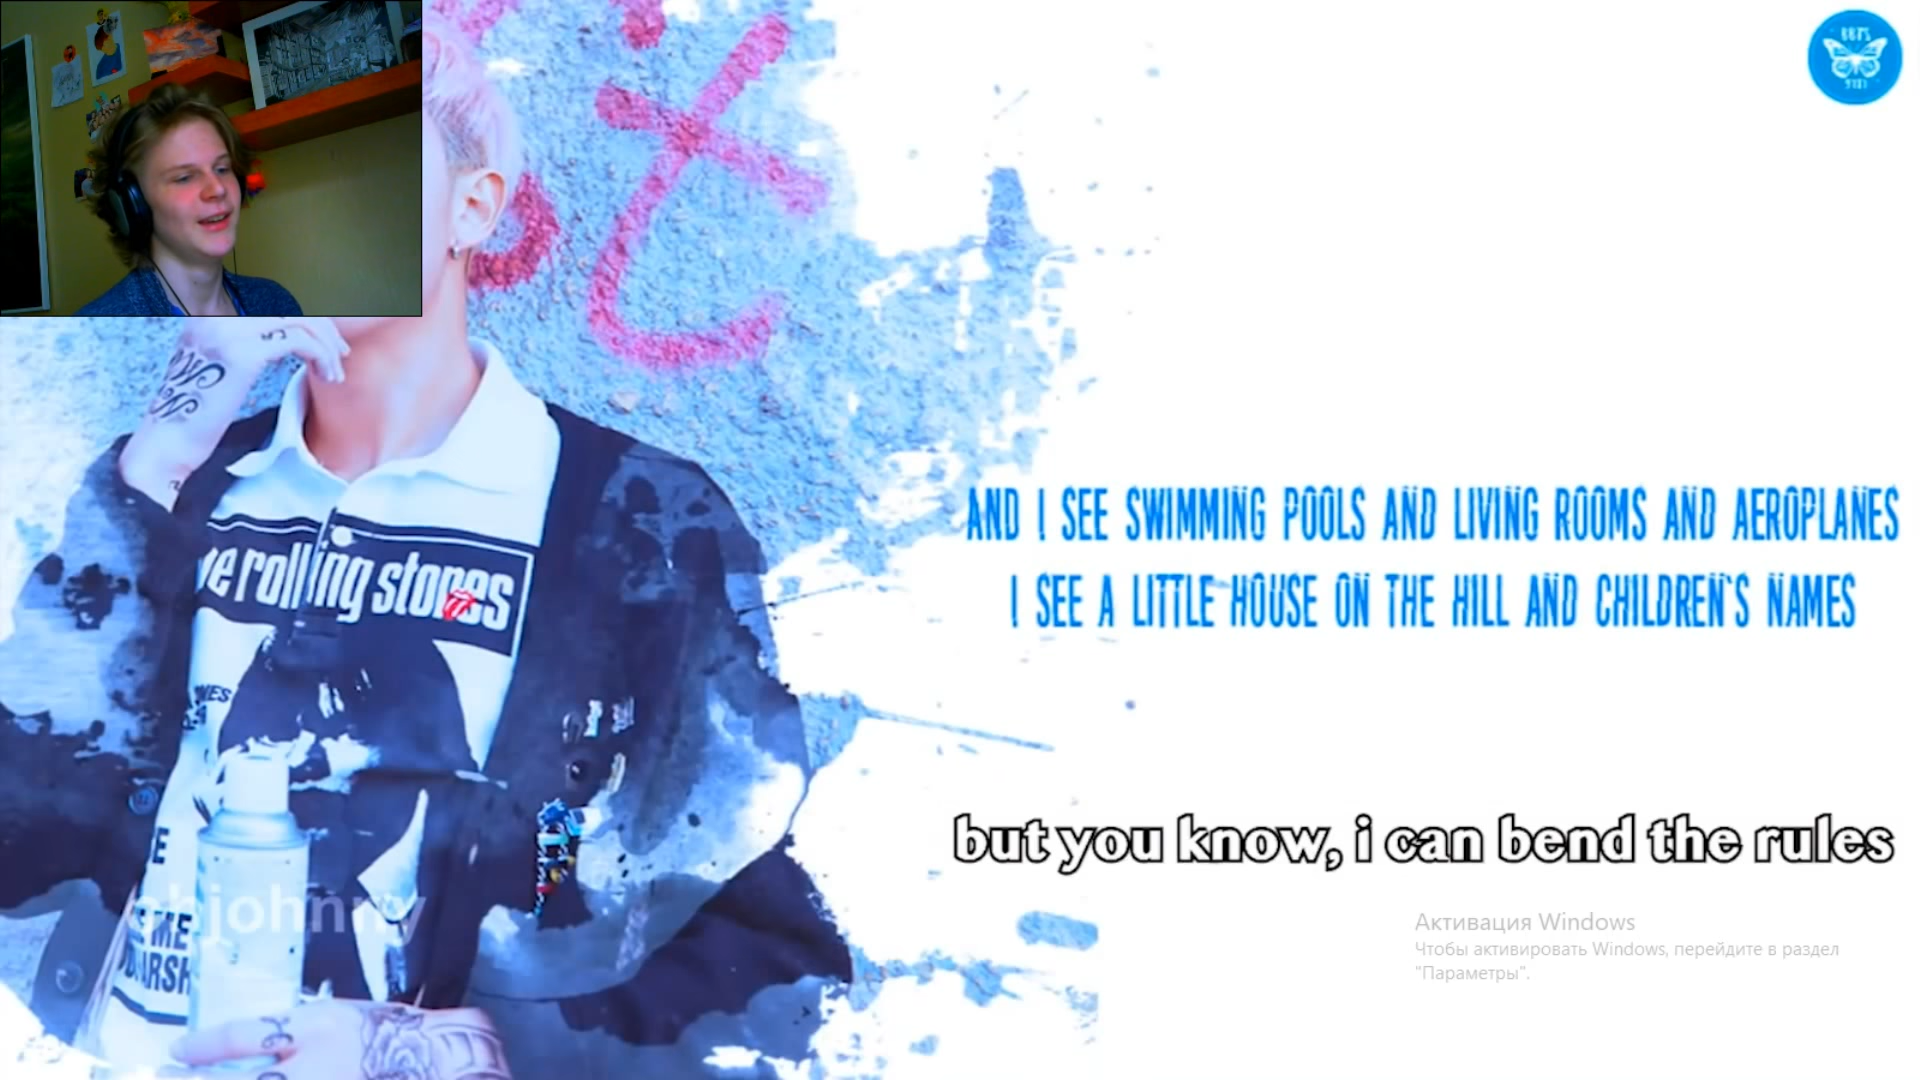 AND I SEE SWIMMING POOLS AND LIVING ROOMS AND AEROPLANES
I SEE A LITTLE HOUSE ON THE HILL AND CHILDREN'S NAMES
rolling stones
but you know, i can bend the rules
ohjohnny
Активация Windows
Чтобы активировать Windows, перейдите в раздел
"Параметры".